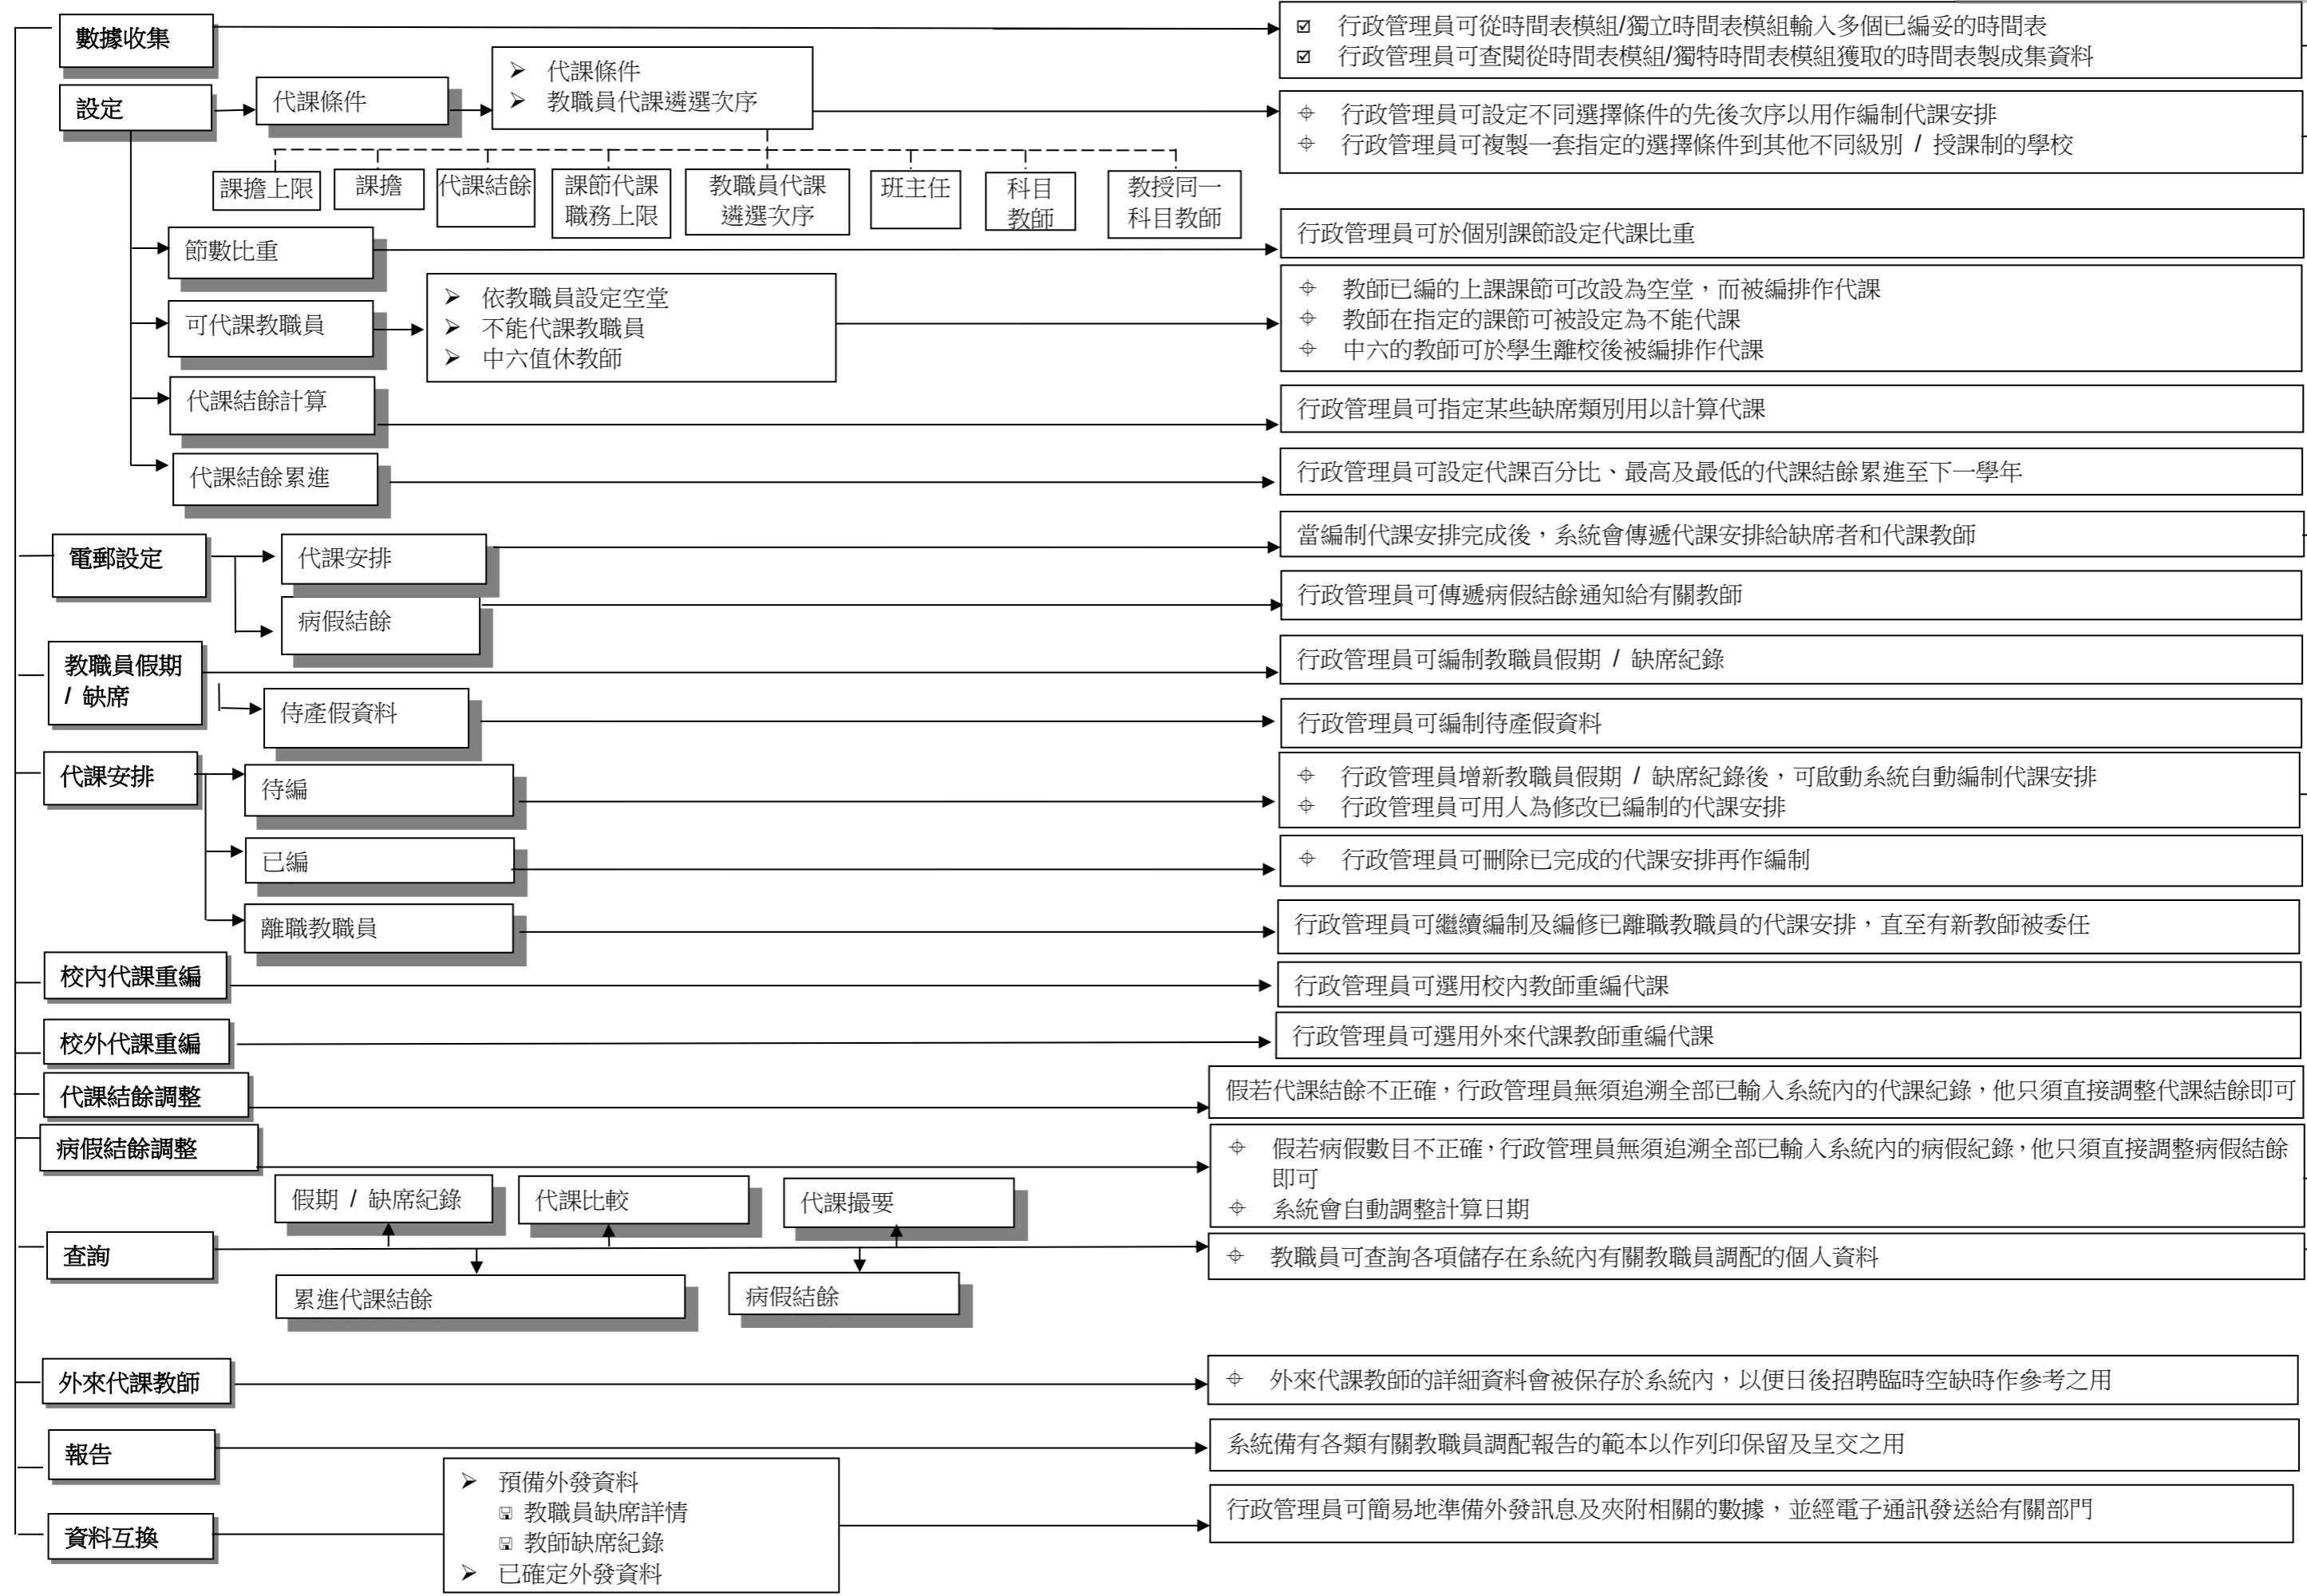 數據收集
☑ 行政管理員可從時間表模組/獨立時間表模組輸入多個已編妥的時間表
☑ 行政管理員可查閱從時間表模組/獨特時間表模組獲取的時間表製成集資料
設定
代課條件
➢ 代課條件
➢ 教職員代課遴選次序
行政管理員可設定不同選擇條件的先後次序以用作編制代課安排
行政管理員可複製一套指定的選擇條件到其他不同級別 / 授課制的學校
課擔上限
課擔
代課結餘
課節代課
職務上限
教職員代課
遴選次序
班主任
科目
教師
教授同一
科目教師
節數比重
行政管理員可於個別課節設定代課比重
可代課教職員
➢ 依教職員設定空堂
➢ 不能代課教職員
➢ 中六值休教師
教師已編的上課課節可改設為空堂，而被編排作代課
教師在指定的課節可被設定為不能代課
中六的教師可於學生離校後被編排作代課
代課結餘計算
行政管理員可指定某些缺席類別用以計算代課
代課結餘累進
行政管理員可設定代課百分比、最高及最低的代課結餘累進至下一學年
電郵設定
代課安排
當編制代課安排完成後，系統會傳遞代課安排給缺席者和代課教師
病假結餘
行政管理員可傳遞病假結餘通知給有關教師
教職員假期
/ 缺席
行政管理員可編制教職員假期 / 缺席紀錄
侍產假資料
行政管理員可編制待產假資料
代課安排
待編
行政管理員增新教職員假期 / 缺席紀錄後，可啟動系統自動編制代課安排
行政管理員可用人為修改已編制的代課安排
已編
行政管理員可刪除已完成的代課安排再作編制
離職教職員
行政管理員可繼續編制及編修已離職教職員的代課安排，直至有新教師被委任
校內代課重編
行政管理員可選用校內教師重編代課
校外代課重編
行政管理員可選用外來代課教師重編代課
代課結餘調整
假若代課結餘不正確，行政管理員無須追溯全部已輸入系統內的代課紀錄，他只須直接調整代課結餘即可
病假結餘調整
假若病假數目不正確，行政管理員無須追溯全部已輸入系統內的病假紀錄，他只須直接調整病假結餘
即可
系統會自動調整計算日期
假期 / 缺席紀錄
代課比較
代課撮要
查詢
教職員可查詢各項儲存在系統內有關教職員調配的個人資料
累進代課結餘
病假結餘
外來代課教師
外來代課教師的詳細資料會被保存於系統內，以便日後招聘臨時空缺時作參考之用
報告
系統備有各類有關教職員調配報告的範本以作列印保留及呈交之用
資料互換
➢ 預備外發資料
教職員缺席詳情
教師缺席紀錄
➢ 已確定外發資料
行政管理員可簡易地準備外發訊息及夾附相關的數據，並經電子通訊發送給有關部門